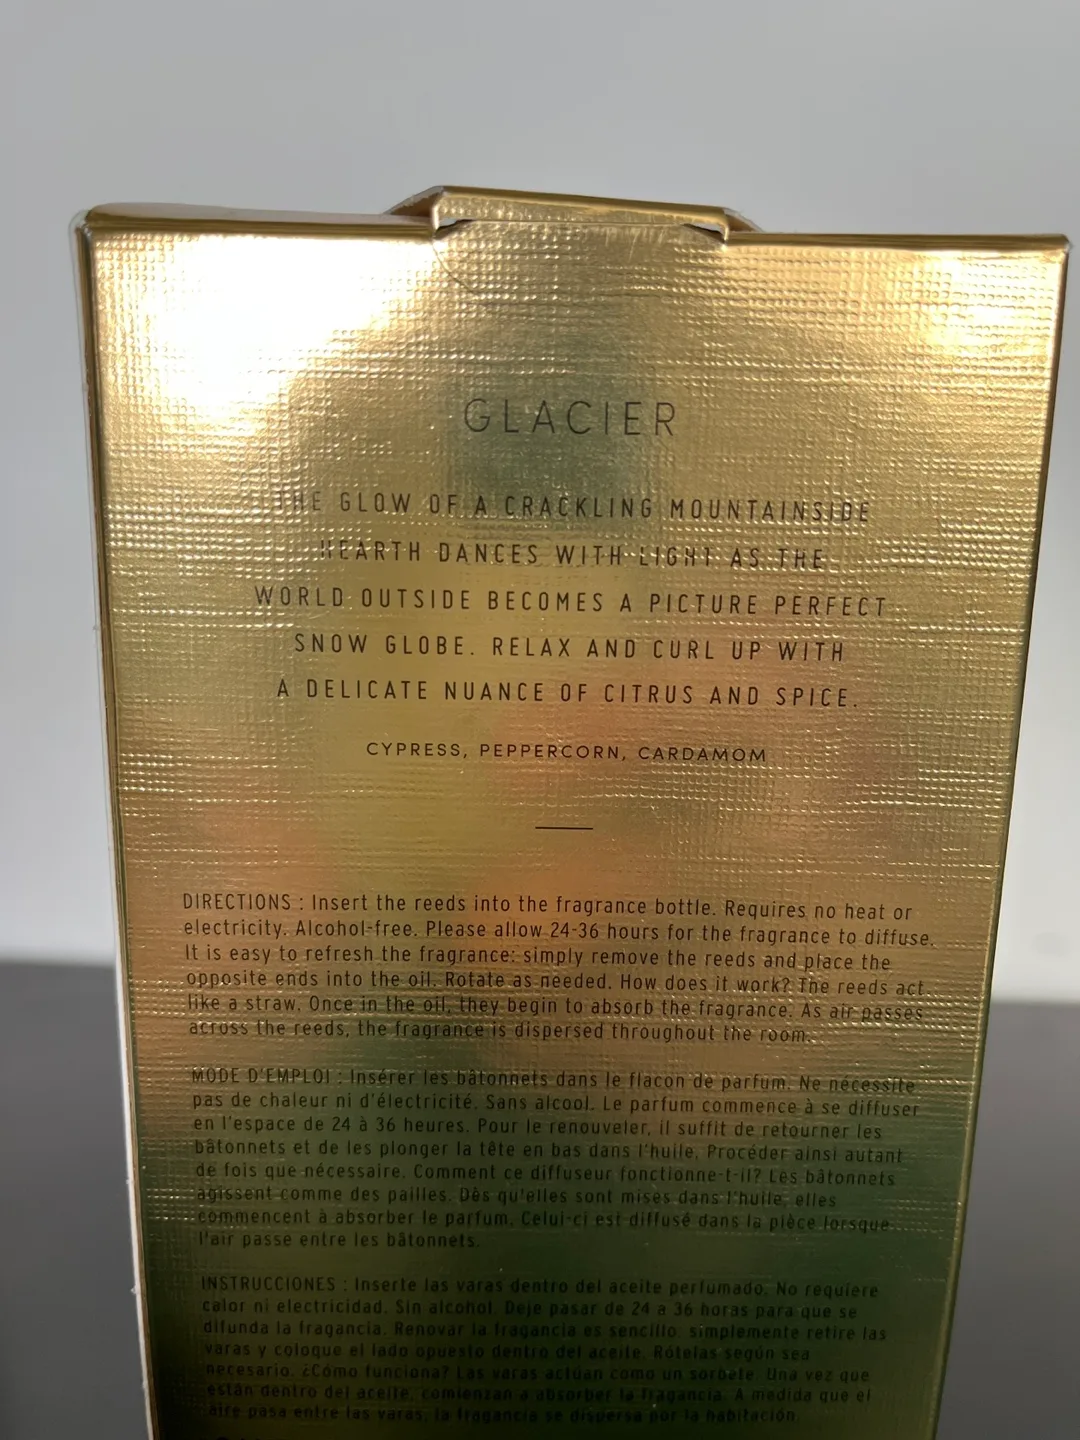 GLACIER
THE GLOW OF A CRACKLING MOUNTAINSIDE
HEARTH DANCES WITH LIGHT AS THE
WORLD OUTSIDE BECOMES A PICTURE PERFECT
SNOW GLOBE. RELAX AND CURL UP WITH
A DELICATE NUANCE OF CITRUS AND SPICE.
CYPRESS, PEPPERCORN, CARDAMOM
DIRECTIONS : Insert the reeds into the fragrance bottle. Requires no heat or
electricity. Alcohol-free. Please allow 24-36 hours for the fragrance to diffuse.
It is easy to refresh the fragrance: simply remove the reeds and place the
opposite ends into the oil. Rotate as needed. How does it work? The reeds act
like a straw. Once in the oil, they begin to absorb the fragrance. As air passes
across the reeds, the fragrance is dispersed throughout the room.
MODE D'EMPLOI : Insérer les bâtonnets dans le flacon de parfum. Ne nécessite
pas de chaleur ni d'électricité. Sans alcool. Le parfum commence à se diffuser
en l'espace de 24 à 36 heures. Pour le renouveler, il suffit de retourner les
bâtonnets et de les plonger la tête en bas dans l'huile. Procéder ainsi autant
de fois que nécessaire. Comment ce diffuseur fonctionne-t-il? Les bâtonnets
agissent comme des pailles. Dès qu'elles sont mises dans l'huile, elles
commencent à absorber le parfum. Celui-ci est diffusé dans la pièce lorsque
l'air passe entre les bâtonnets.
INSTRUCCIONES : Inserte las varas dentro del aceite perfumado. No requiere
calor ni electricidad. Sin alcohol. Deje pasar de 24 a 36 horas para que se
difunda la fragancia. Renovar la fragancia es sencillo: simplemente retire las
varas y coloque el lado opuesto dentro del aceite. Rótelas según sea
necesario. ¿Cómo funciona? Las varas actúan como un sorbete. Una vez que
están dentro del aceite, comienzan a absorber la fragancia. A medida que el
aire pasa entre las varas, la fragancia se dispersa por la habitación.